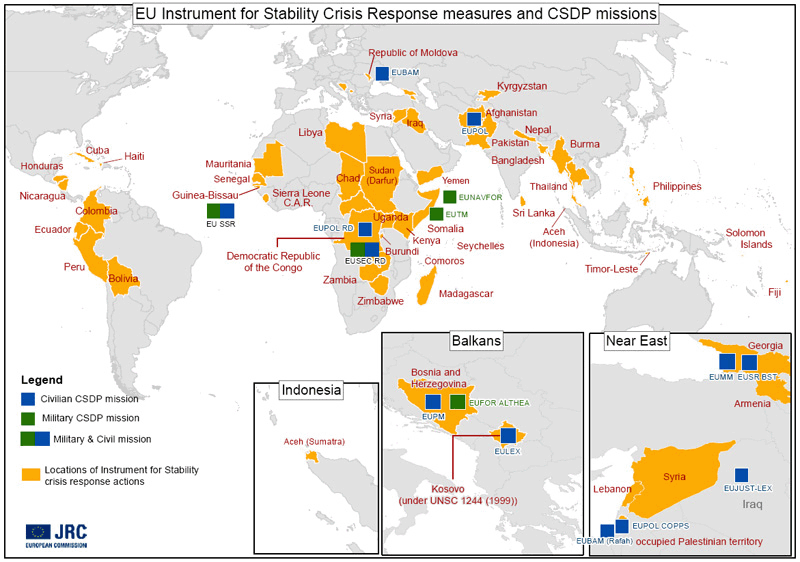 EU Instrument for Stability Crisis Response measures and CSDP missions
Republic of Moldova
EUBAM
Kyrgyzstan
Syria
Iraq
Afghanistan
EUPOL
Nepal
Pakistan
Burma
Bangladesh
Libya
Cuba
Haiti
Honduras
Mauritania
Senegal
Chad
Sudan
(Darfur)
Yemen
Thailand
Philippines
Nicaragua
Guinea-Bissau
Sierra Leone
C.A.R.
EUNAVFOR
EUTM
Sri Lanka
Colombia
EU SSR
Uganda
Somalia
Aceh
(Indonesia)
Ecuador
EUPOL RD
Kenya
Seychelles
Solomon
Islands
Democratic Republic
of the Congo
EUSEC RD
Burundi
Comoros
Timor-Leste
Peru
Bolivia
Zambia
Zimbabwe
Madagascar
Fiji
Legend
Civilian CSDP mission
Military CSDP mission
Military & Civil mission
Locations of Instrument for Stability
crisis response actions
JRC
EUROPEAN COMMISSION
Indonesia
Aceh (Sumatra)
Balkans
Bosnia and
Herzegovina
EUFOR ALTHEA
EUPM
EULEX
Kosovo
(under UNSC 1244 (1999))
Near East
Georgia
EUMM
EUSR BST
Armenia
Syria
Lebanon
EUJUST-LEX
Iraq
EUPOL COPPS
EUBAM (Rafah)
occupied Palestinian territory